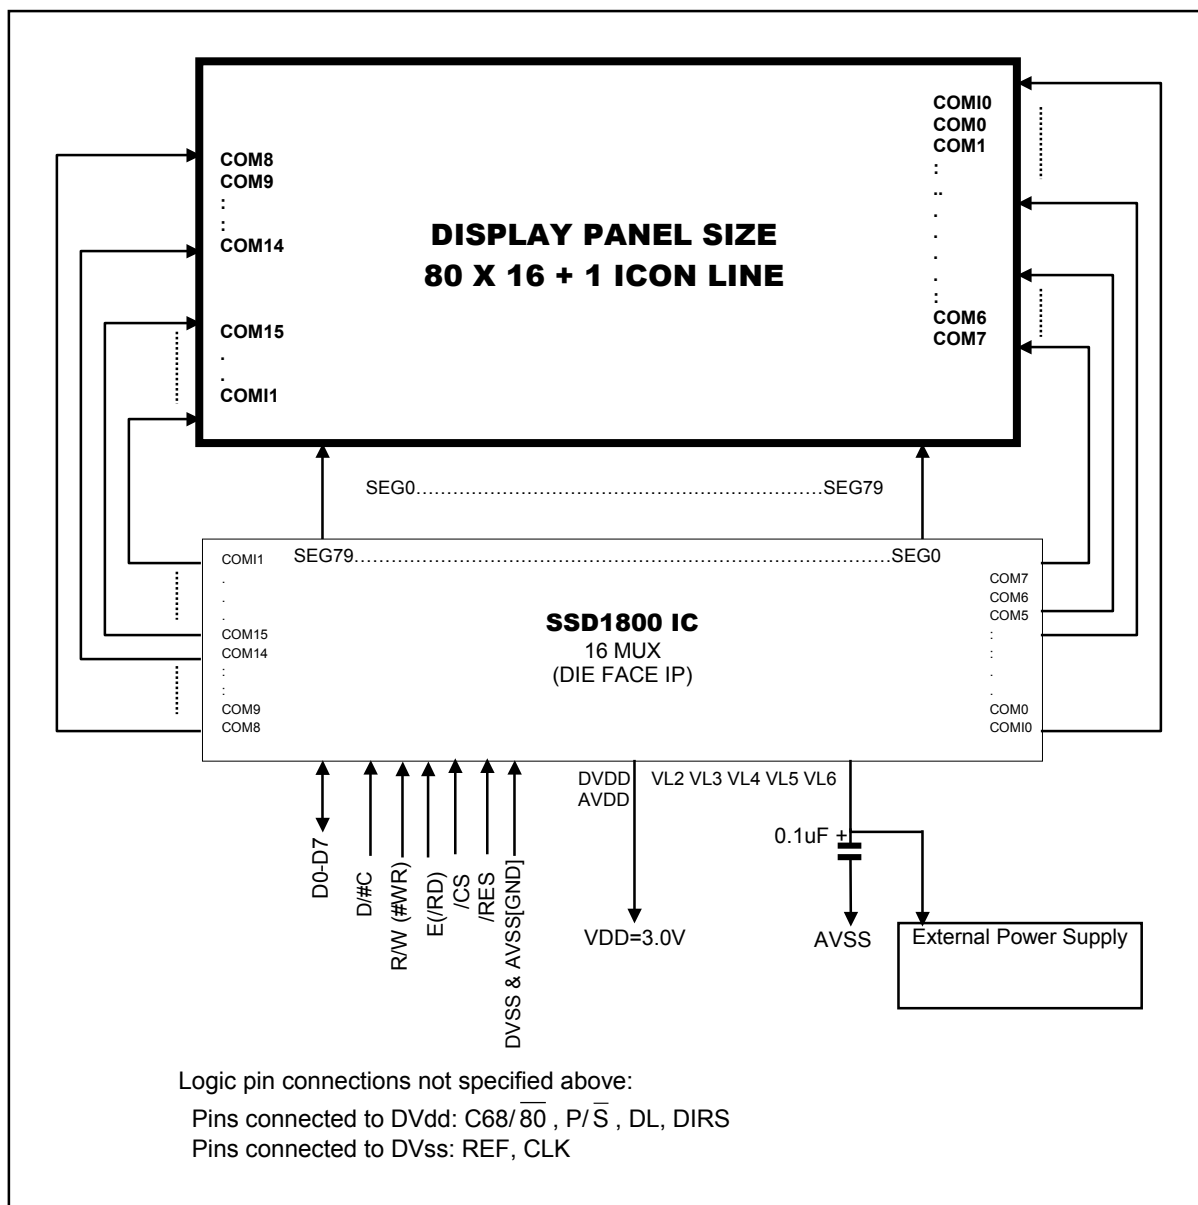 COMI0
COM0
COM1
:
..
.
.
.
.
:
COM6
COM7
COM8
COM9
:
:
COM14
COM15
.
.
COMI1
DISPLAY PANEL SIZE
80 X 16 + 1 ICON LINE
SEG0..........................................................SEG79
SEG79..........................................................SEG0
COMI1
.
.
.
COM15
COM14
:
:
COM9
COM8
SSD1800 IC
16 MUX
(DIE FACE IP)
COM7
COM6
COM5
:
:
.
.
COM0
COMI0
D0-D7
D/#C
R/W (#WR)
E(/RD)
/CS
/RES
DVSS & AVSS[GND]
DVDD
AVDD
VL2 VL3 VL4 VL5 VL6
0.1uF +
VDD=3.0V
AVSS
External Power Supply
Logic pin connections not specified above:
Pins connected to DVdd: C68/8̅0̅ , P/S̅ , DL, DIRS
Pins connected to DVss: REF, CLK